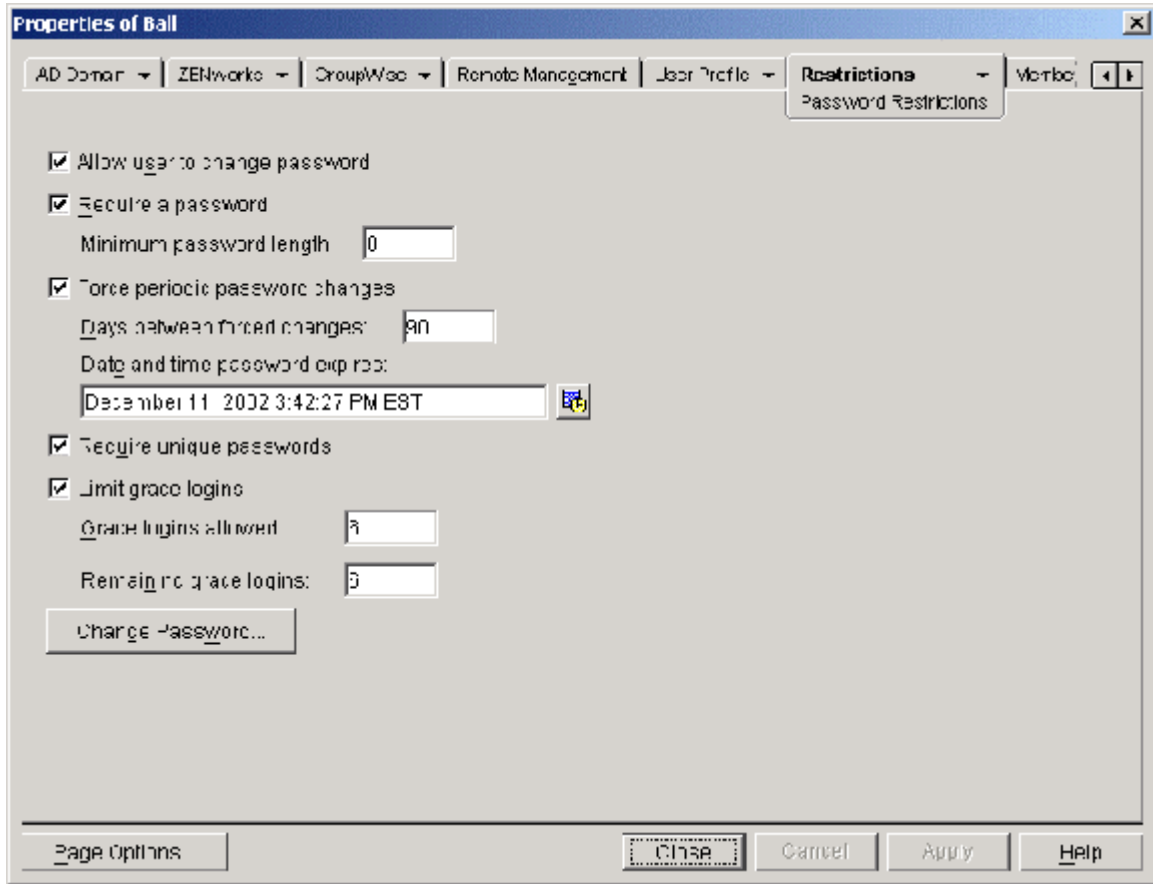 Properties of Ball
AD Domain ZENworks GroupWise Remote Management User Profile Restrictions
Password Restrictions
Allow user to change password
Require a password
Minimum password length
0
Force periodic password changes
Days between forced changes:
90
Date and time password expires:
December 11, 2002 3:42:27 PM EST
Require unique passwords
Limit grace logins
Grace logins allowed
6
Remaining grace logins:
6
Change Password...
Page Options
Close Cancel Apply Help